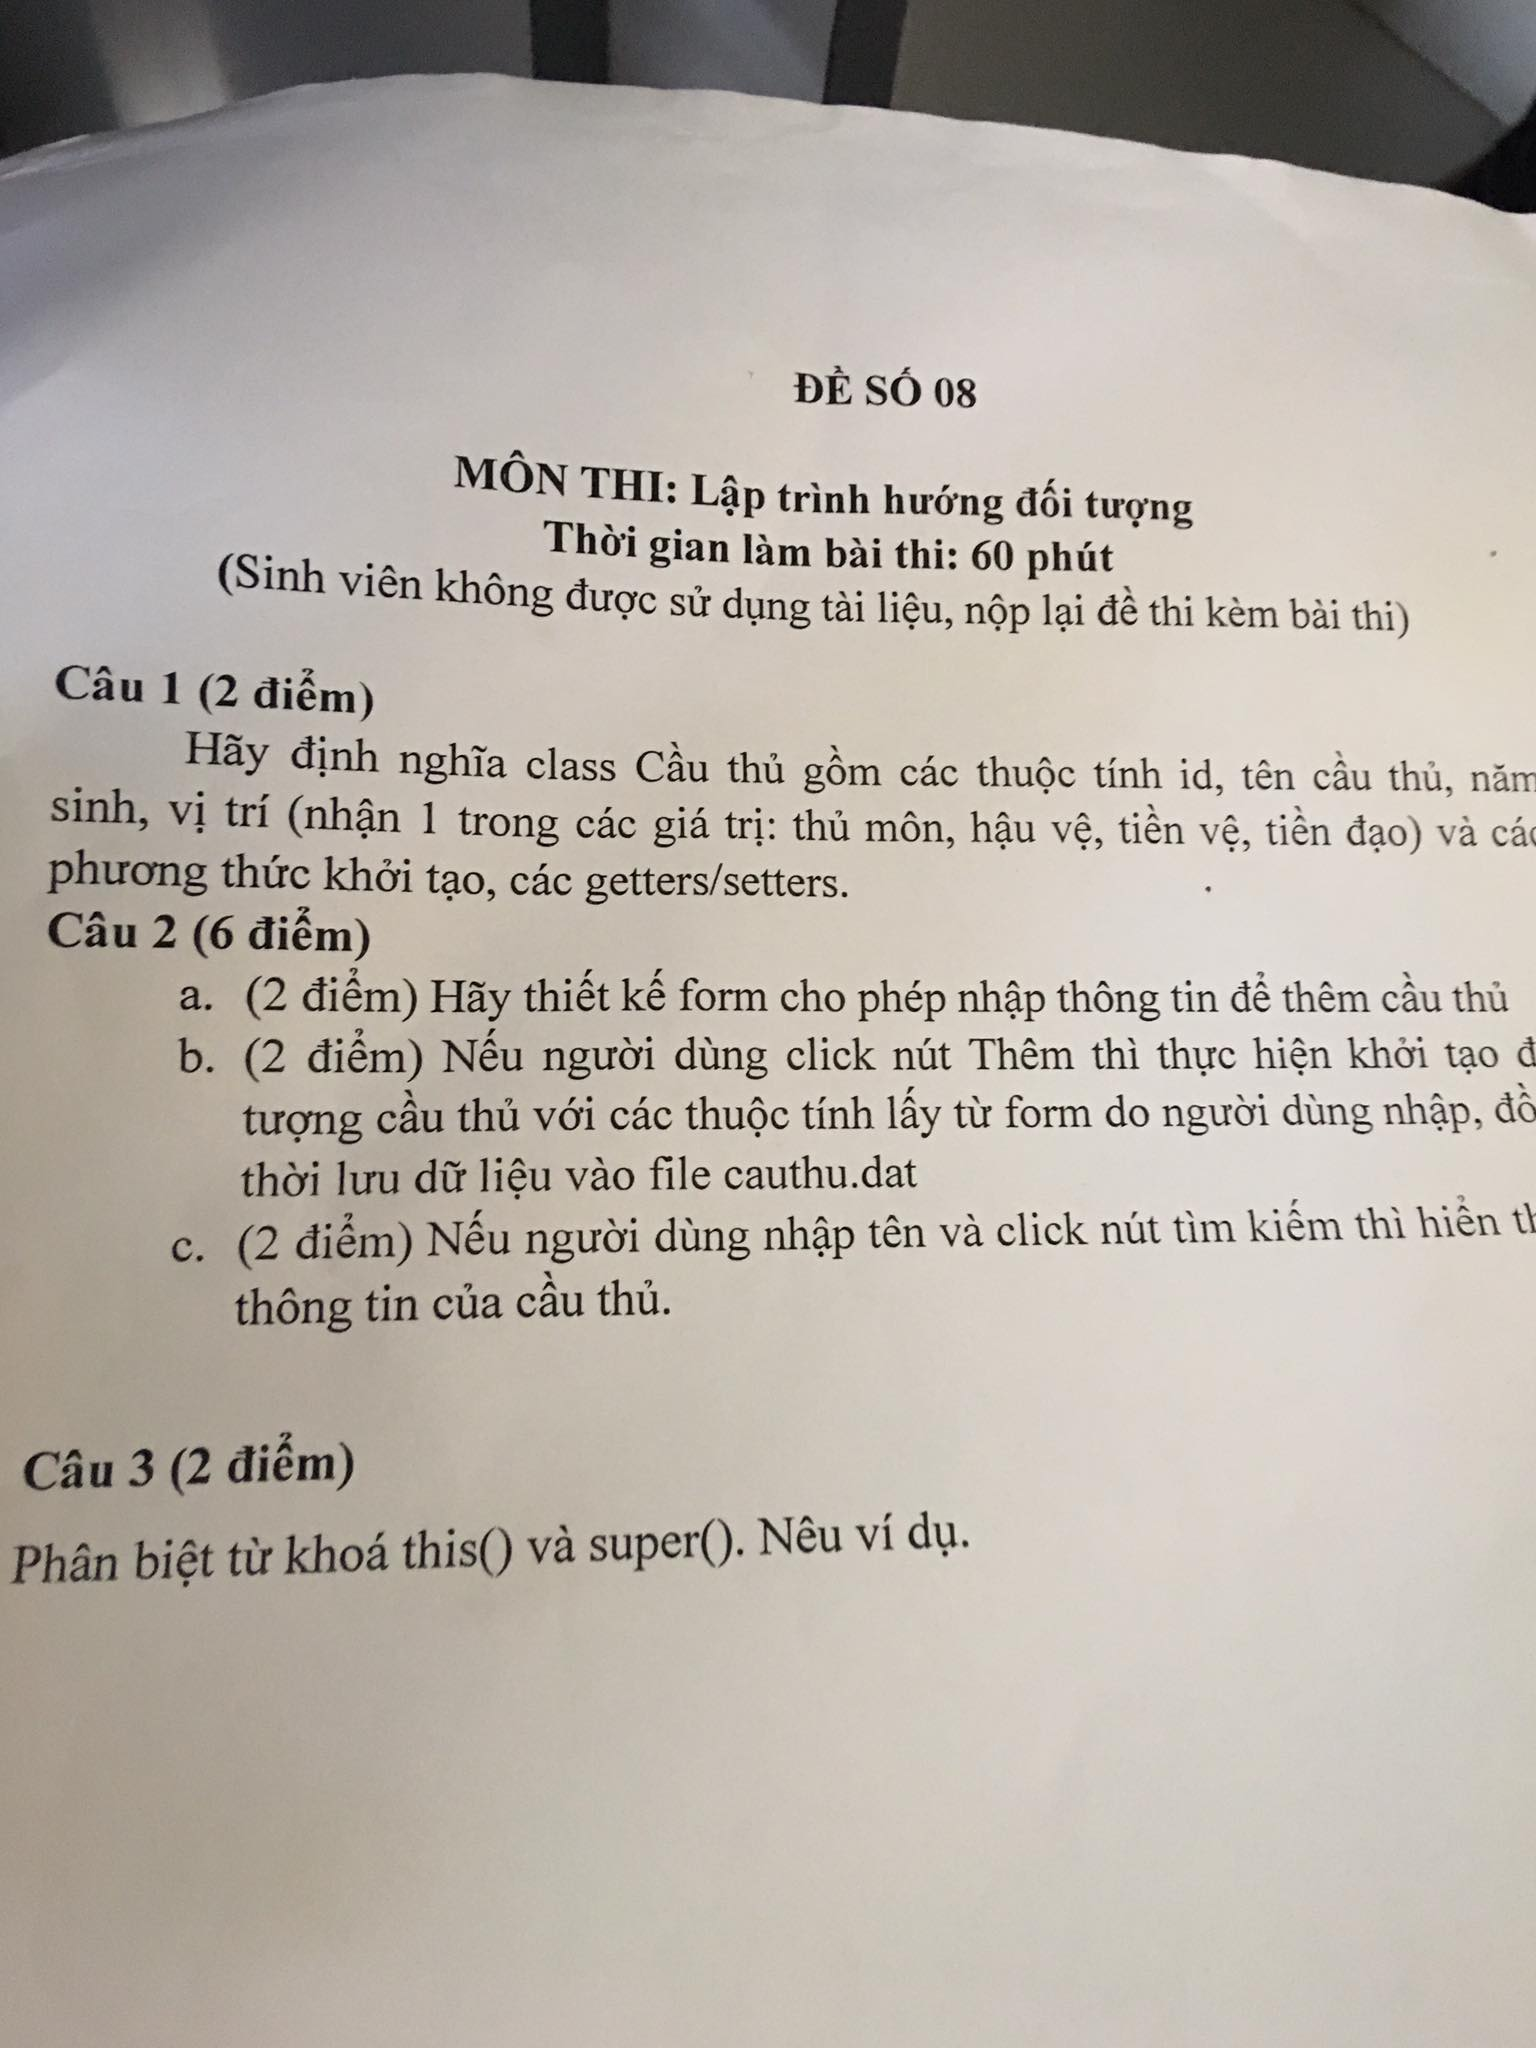 ĐỀ SỐ 08
MÔN THI: Lập trình hướng đối tượng
Thời gian làm bài thi: 60 phút
(Sinh viên không được sử dụng tài liệu, nộp lại đề thi kèm bài thi)
Câu 1 (2 điểm)
Hãy định nghĩa class Cầu thủ gồm các thuộc tính id, tên cầu thủ, năm
sinh, vị trí (nhận 1 trong các giá trị: thủ môn, hậu vệ, tiền vệ, tiền đạo) và
phương thức khởi tạo, các getters/setters.
Câu 2 (6 điểm)
a. (2 điểm) Hãy thiết kế form cho phép nhập thông tin để thêm cầu thủ
b. (2 điểm) Nếu người dùng click nút Thêm thì thực hiện khởi tạo
tượng cầu thủ với các thuộc tính lấy từ form do người dùng nhập,
thời lưu dữ liệu vào file cauthu.dat
c. (2 điểm) Nếu người dùng nhập tên và click nút tìm kiếm thì hiển
thông tin của cầu thủ.
Câu 3 (2 điểm)
Phân biệt từ khoá this() và super(). Nêu ví dụ.